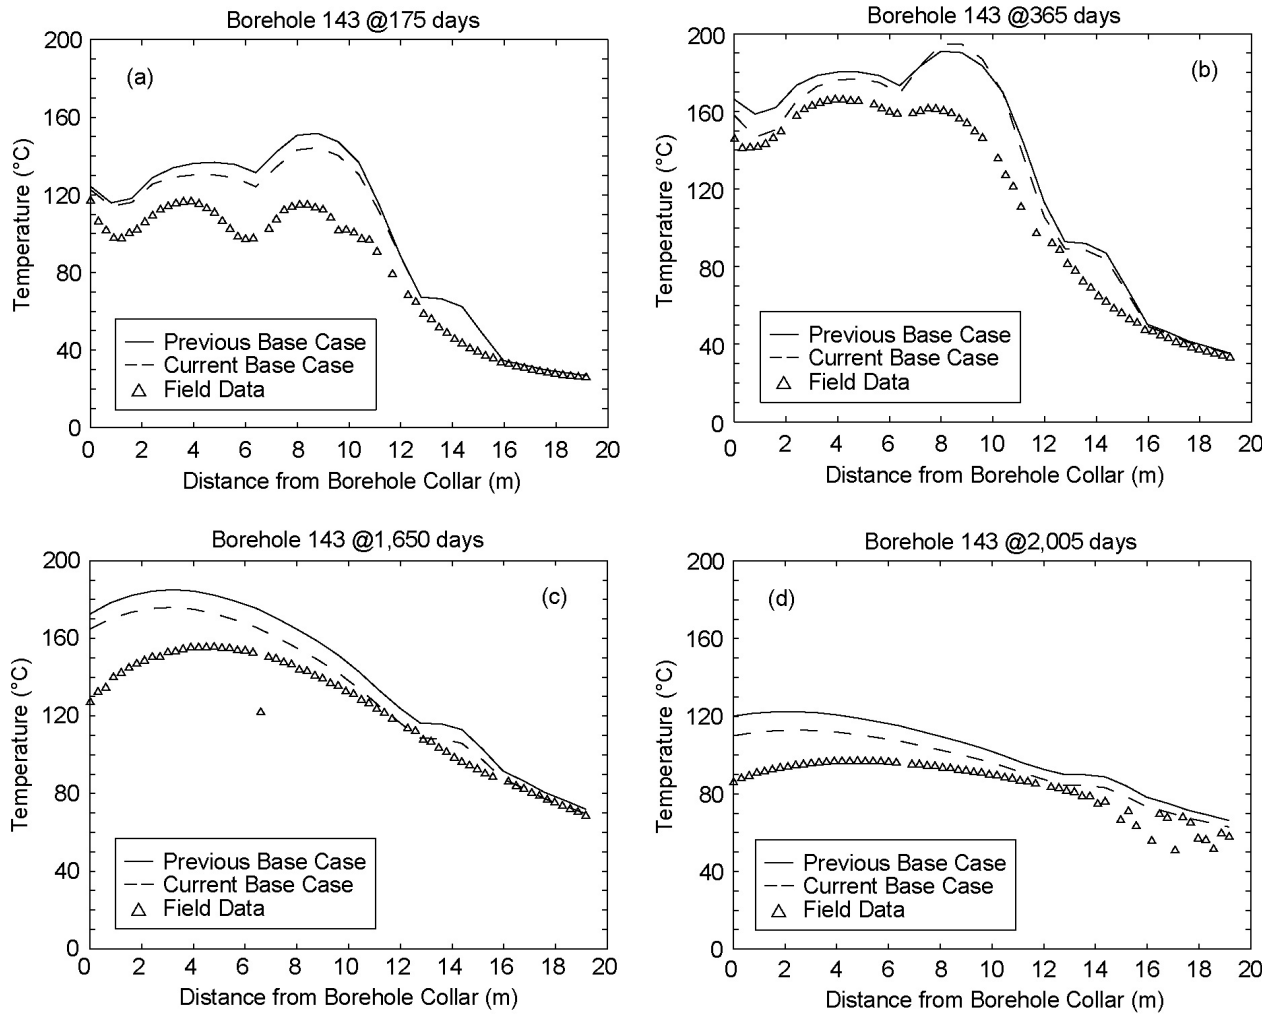 Borehole 143 @175 days
(a)
Temperature (°C)
200
160
120
80
40
0
Previous Base Case
Current Base Case
Field Data
0 2 4 6 8 10 12 14 16 18 20
Distance from Borehole Collar (m)
Borehole 143 @365 days
(b)
Temperature (°C)
200
160
120
80
40
0
Previous Base Case
Current Base Case
Field Data
0 2 4 6 8 10 12 14 16 18 20
Distance from Borehole Collar (m)
Borehole 143 @1,650 days
(c)
Temperature (°C)
200
160
120
80
40
0
Previous Base Case
Current Base Case
Field Data
0 2 4 6 8 10 12 14 16 18 20
Distance from Borehole Collar (m)
Borehole 143 @2,005 days
(d)
Temperature (°C)
200
160
120
80
40
0
Previous Base Case
Current Base Case
Field Data
0 2 4 6 8 10 12 14 16 18 20
Distance from Borehole Collar (m)